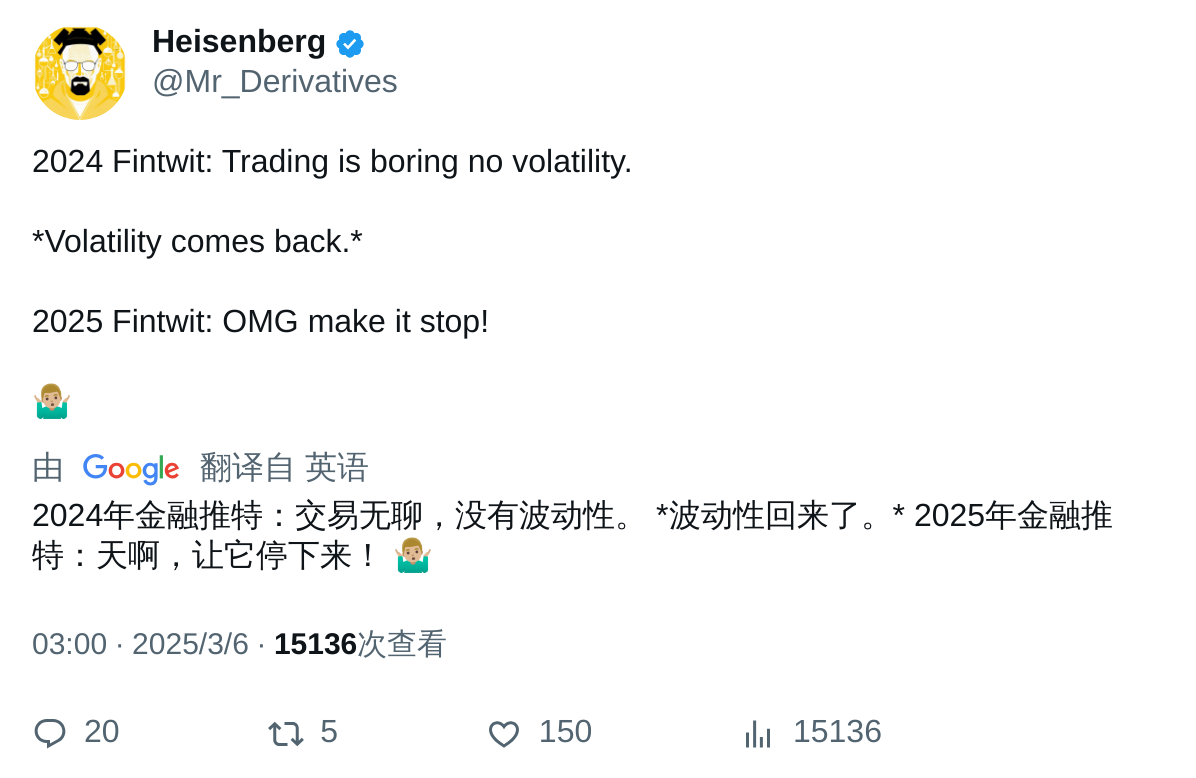 Heisenberg
@Mr_Derivatives
2024 Fintwit: Trading is boring no volatility.
*Volatility comes back.*
2025 Fintwit: OMG make it stop!
🤷🏼‍♂️
由 Google 翻译自 英语
2024年金融推特：交易无聊，没有波动性。 *波动性回来了。* 2025年金融推
特：天啊，让它停下来！ 🤷🏼‍♂️
03:00 · 2025/3/6 · 15136次查看
20 5 150 15136